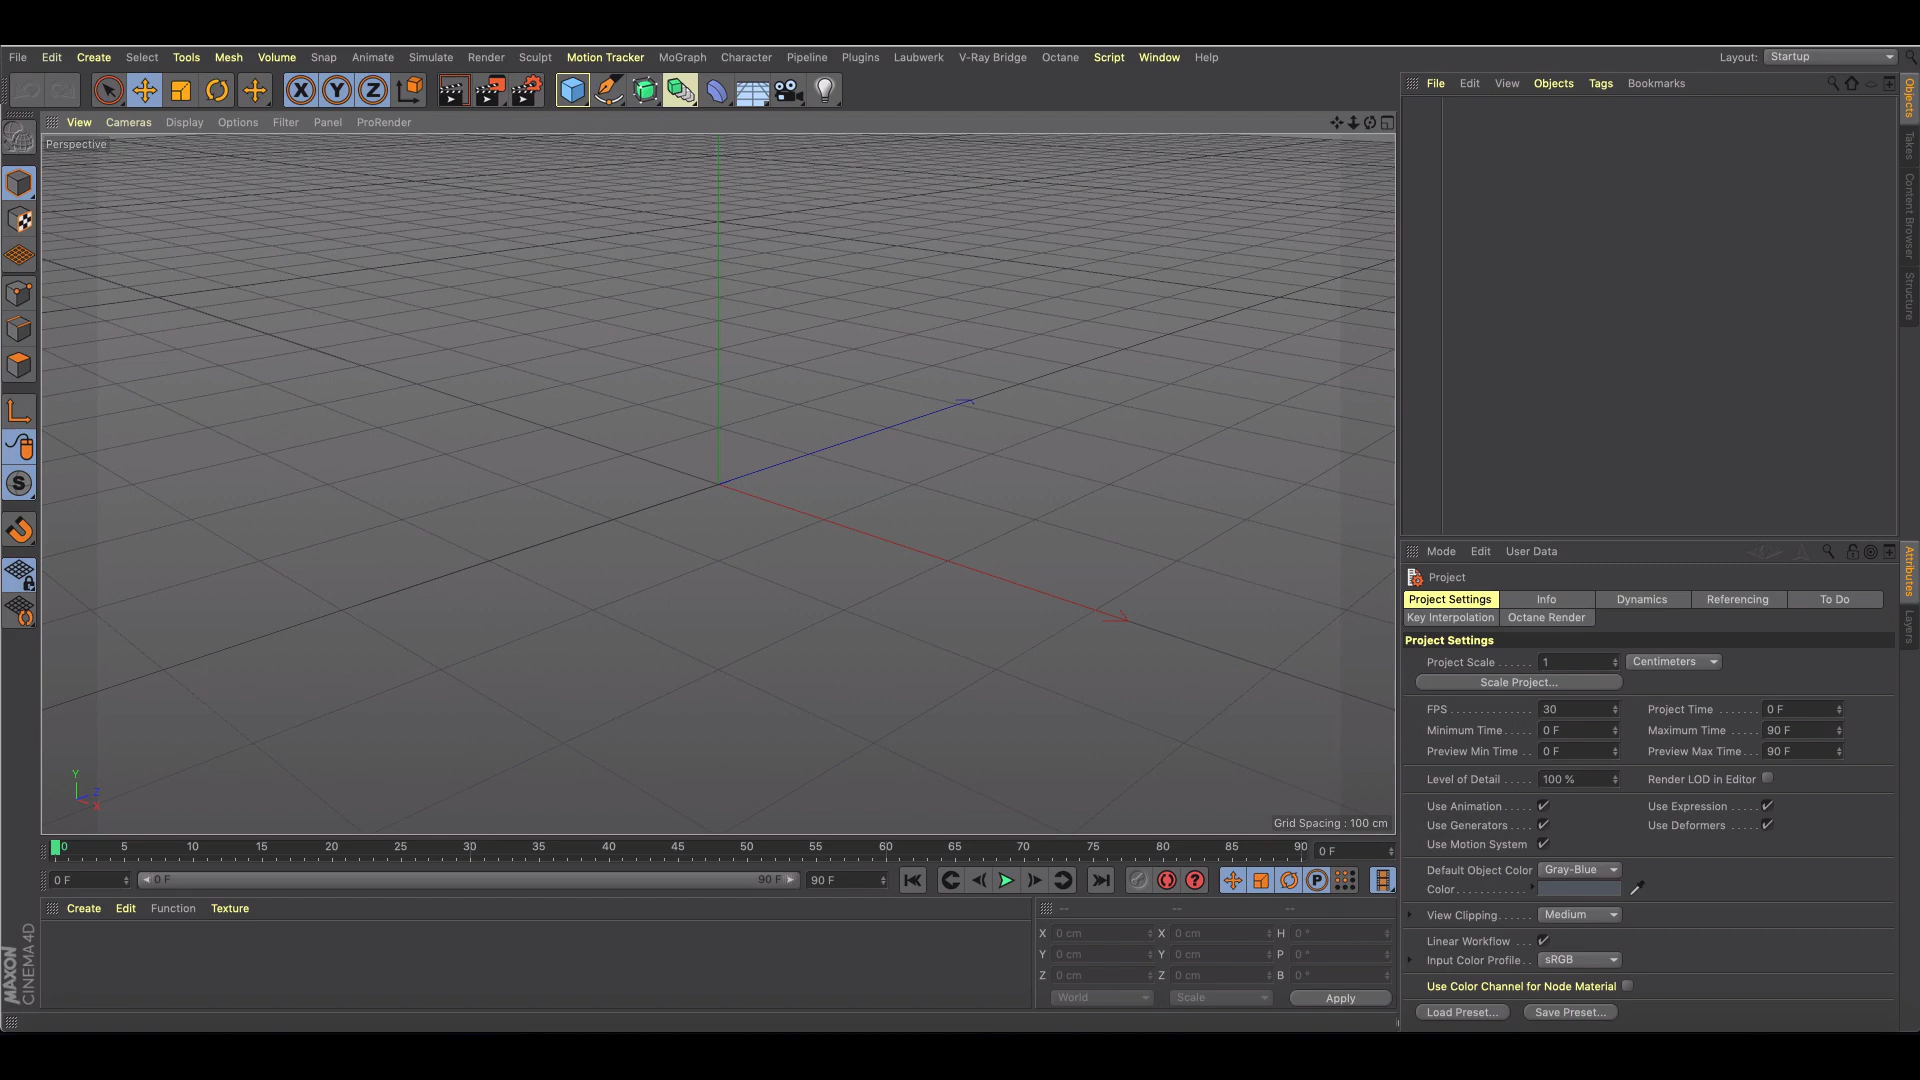 File Edit Create Select Tools Mesh Volume Snap Animate Simulate Render Sculpt Motion Tracker MoGraph Character Pipeline Plugins Laubwerk V-Ray Bridge Octane Script Window Help Layout: Startup
X Y Z
File Edit View Objects Tags Bookmarks
View Cameras Display Options Filter Panel ProRender
Perspective
Objects
Takes
Content Browser
Structure
S
Y
Z
X
Grid Spacing : 100 cm
0 5 10 15 20 25 30 35 40 45 50 55 60 65 70 75 80 85 90 0 F
0 F 0 F 90 F 90 F ? P
Create Edit Function Texture
-- -- --
X 0 cm X 0 cm H 0 °
Y 0 cm Y 0 cm P 0 °
Z 0 cm Z 0 cm B 0 °
World Scale Apply
MAXON
CINEMA 4D
Mode Edit User Data
Attributes
Layers
Project
Project Settings Info Dynamics Referencing To Do
Key Interpolation Octane Render
Project Settings
Project Scale . . . . . . 1 Centimeters
Scale Project...
FPS . . . . . . . . . . . . . 30 Project Time . . . . . . . 0 F
Minimum Time . . . . 0 F Maximum Time . . . . . 90 F
Preview Min Time . . 0 F Preview Max Time . . . 90 F
Level of Detail . . . . . 100 % Render LOD in Editor
Use Animation . . . . Use Expression . . . . .
Use Generators . . . . Use Deformers . . . . .
Use Motion System
Default Object Color Gray-Blue
Color . . . . . . . . . . . .
View Clipping . . . . . Medium
Linear Workflow . . .
Input Color Profile . . sRGB
Use Color Channel for Node Material
Load Preset... Save Preset...